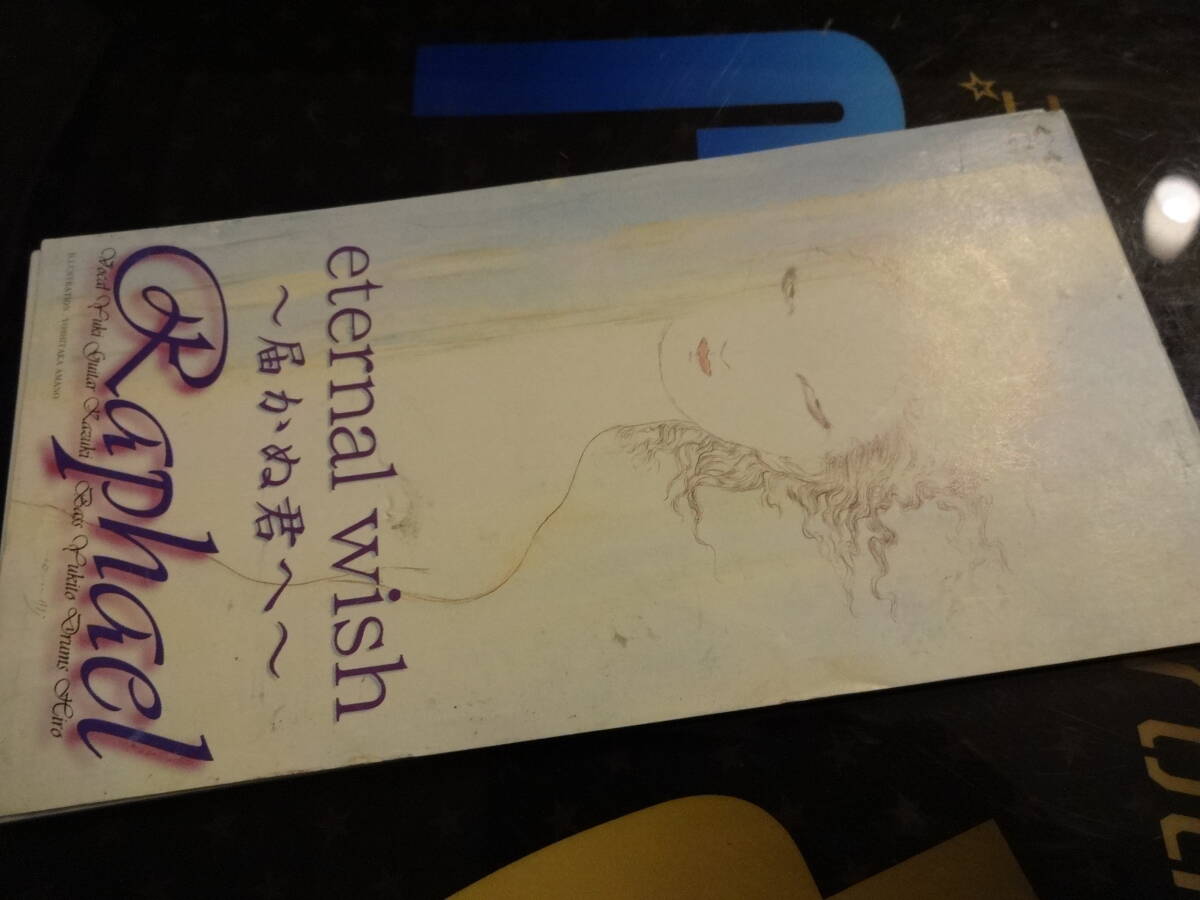 eternal wish
～届かぬ君へ～
Raphael
Vocal Yuki Guitar Kazuki Bass Yukito Drums Hiro
ILLUSTRATION YOSHITAKA AMANO